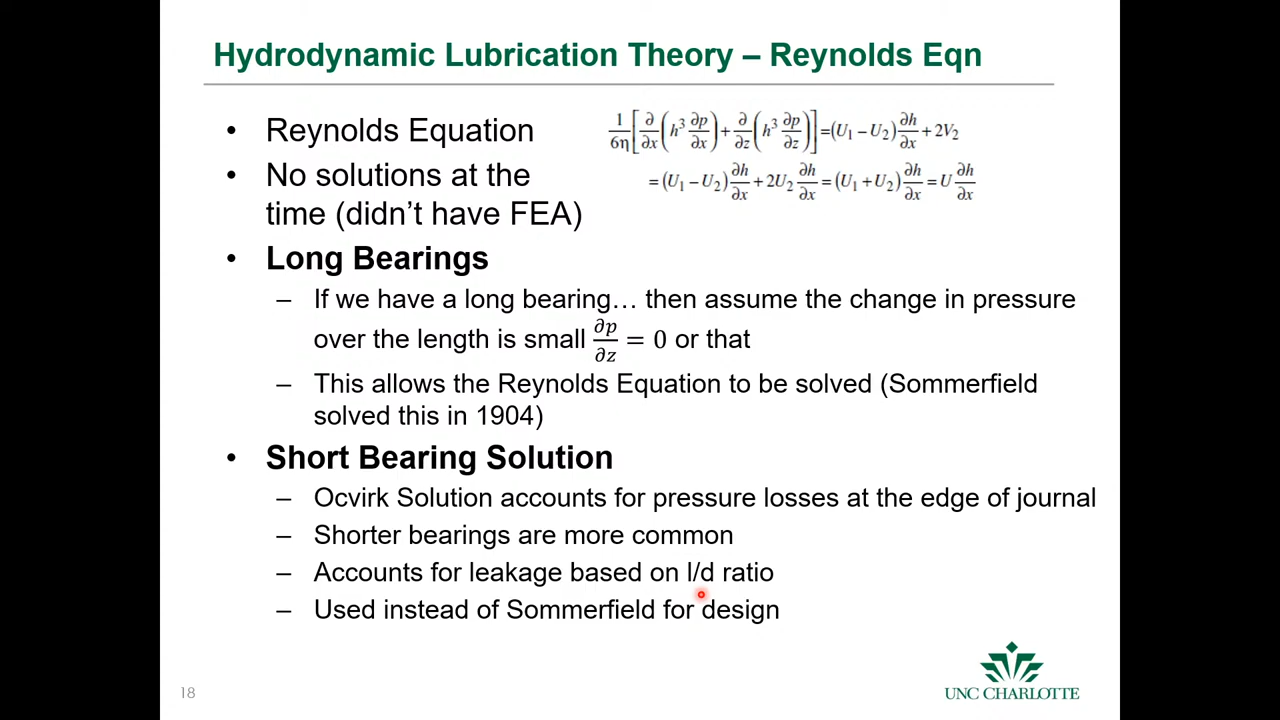 Hydrodynamic Lubrication Theory – Reynolds Eqn
• Reynolds Equation
1/6η [∂/∂x (h³ ∂p/∂x) + ∂/∂z (h³ ∂p/∂z)] = (U₁ – U₂) ∂h/∂x + 2V₂
= (U₁ – U₂) ∂h/∂x + 2U₂ ∂h/∂x = (U₁ + U₂) ∂h/∂x = U ∂h/∂x
• No solutions at the
time (didn’t have FEA)
• Long Bearings
– If we have a long bearing… then assume the change in pressure
over the length is small ∂p/∂z = 0 or that
– This allows the Reynolds Equation to be solved (Sommerfield
solved this in 1904)
• Short Bearing Solution
– Ocvirk Solution accounts for pressure losses at the edge of journal
– Shorter bearings are more common
– Accounts for leakage based on l/d ratio
– Used instead of Sommerfield for design
18
UNC CHARLOTTE